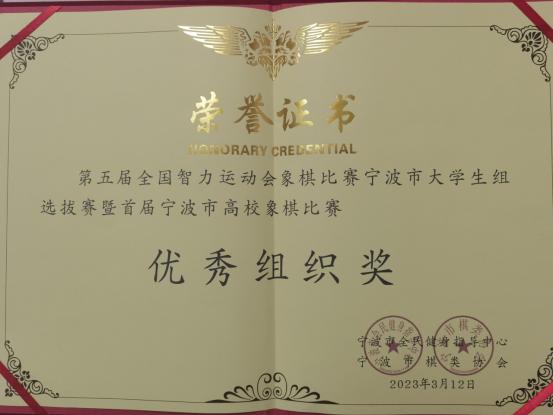 荣誉证书
HONORARY CREDENTIAL
第五届全国智力运动会象棋比赛宁波市大学生组
选拔赛暨首届宁波市高校象棋比赛
优秀组织奖
宁波市全民健身指导中心
宁波市棋类协会
2023年3月12日